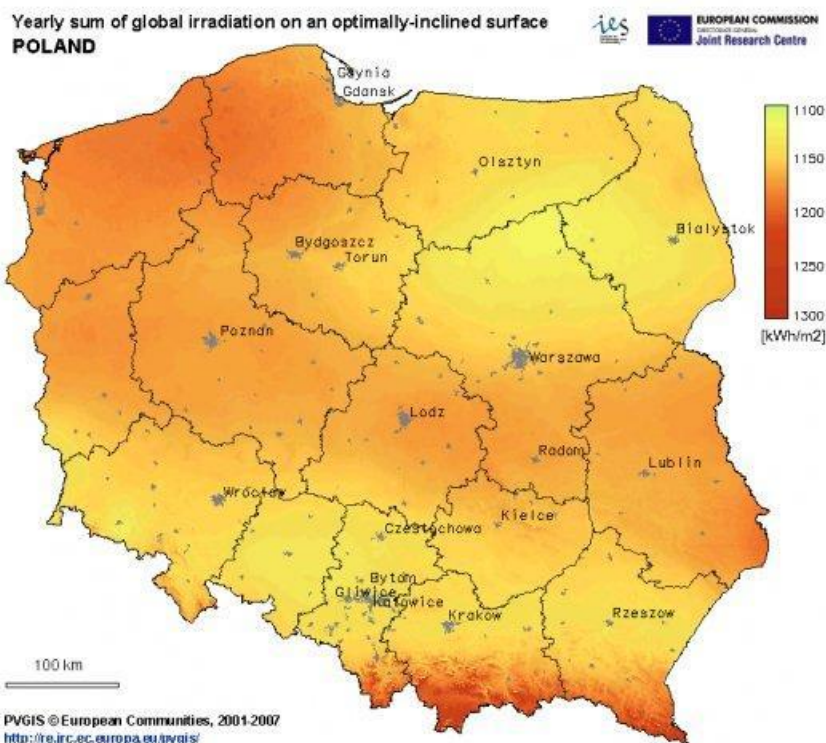 Yearly sum of global irradiation on an optimally-inclined surface
POLAND
ies
EUROPEAN COMMISSION
DIRECTORATE GENERAL
Joint Research Centre
Gdynia
Gdansk
1100
Olsztyn
1150
1200
Bialystok
Bydgoszcz
Torun
1250
1300
[kWh/m2]
Poznan
Warszawa
Lodz
Radom
Lublin
Wroclaw
Kielce
Czestochowa
Bytom
Gliwice
Katowice
Krakow
Rzeszow
100 km
PVGIS © European Communities, 2001-2007
http://re.jrc.ec.europa.eu/pvgis/